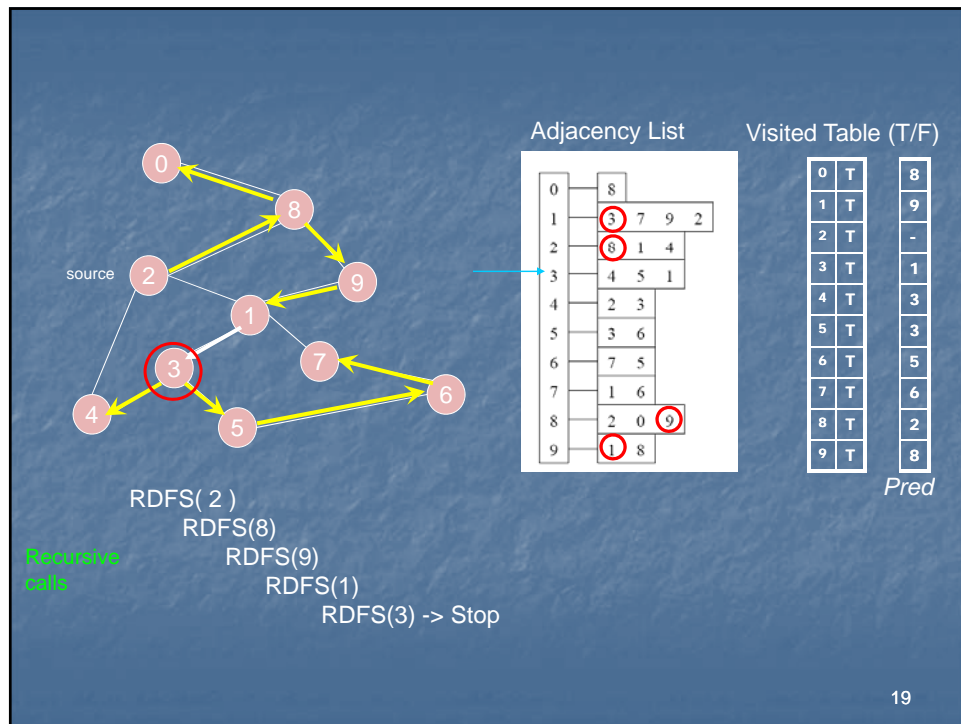 Adjacency List
Visited Table (T/F)
0
8
source
2
9
1
7
3
6
4
5
0 8
1 3 7 9 2
2 8 1 4
3 4 5 1
4 2 3
5 3 6
6 7 5
7 1 6
8 2 0 9
9 1 8
0 T 8
1 T 9
2 T -
3 T 1
4 T 3
5 T 3
6 T 5
7 T 6
8 T 2
9 T 8
Pred
RDFS( 2 )
RDFS(8)
Recursive
calls
RDFS(9)
RDFS(1)
RDFS(3) -> Stop
19